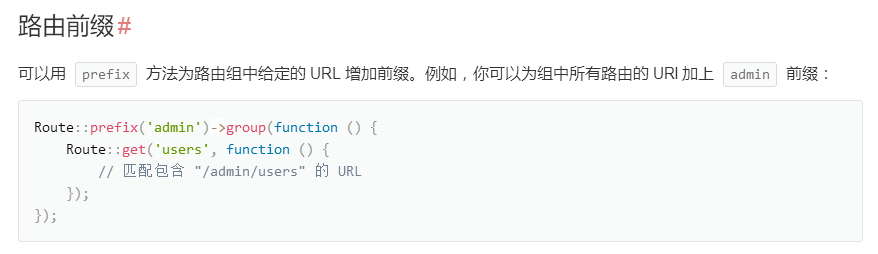 路由前缀#
可以用 prefix 方法为路由组中给定的 URL 增加前缀。例如，你可以为组中所有路由的 URI 加上 admin 前缀：
Route::prefix('admin')->group(function () {
    Route::get('users', function () {
        // 匹配包含 "/admin/users" 的 URL
    });
});